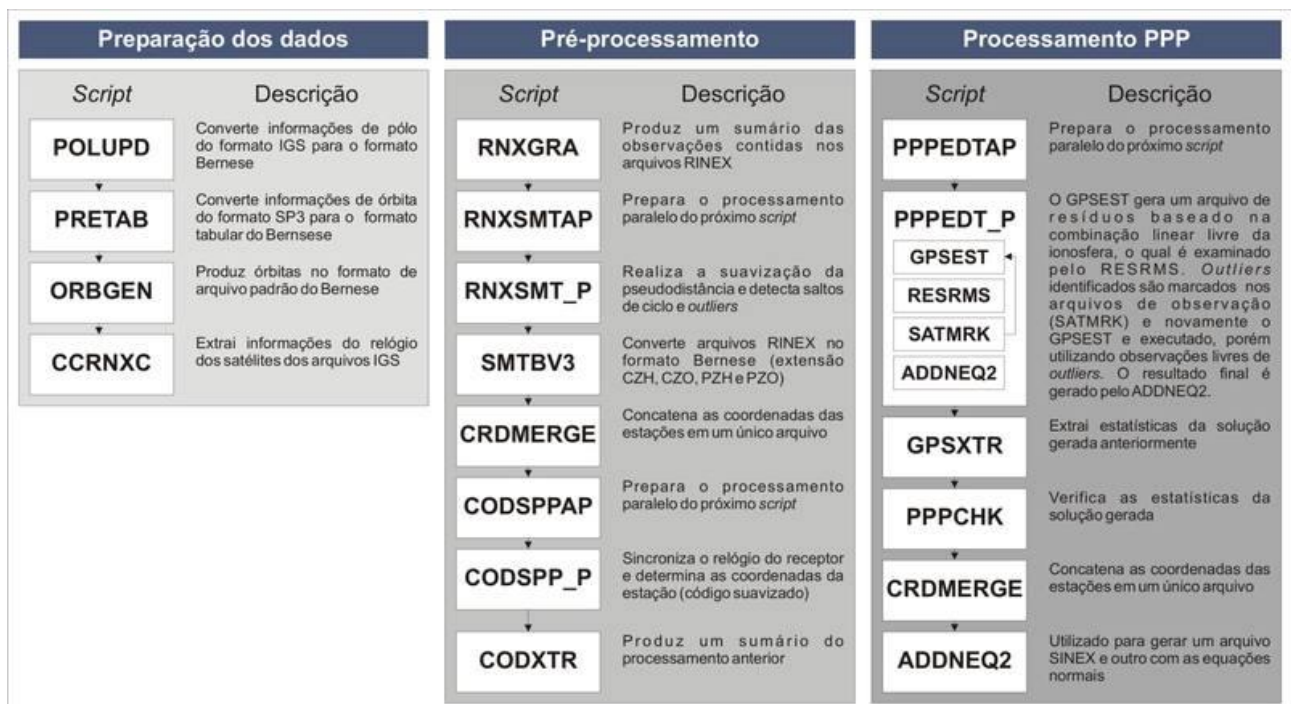 Preparação dos dados
Script Descrição
POLUPD
Converte informações de pólo
do formato IGS para o formato
Bernese
PRETAB
Converte informações de órbita
do formato SP3 para o formato
tabular do Bernsese
ORBGEN
Produz órbitas no formato de
arquivo padrão do Bernese
CCRNXC
Extrai informações do relógio
dos satélites dos arquivos IGS
Pré-processamento
Script Descrição
RNXGRA
Produz um sumário das
observações contidas nos
arquivos RINEX
RNXSMTAP
Prepara o processamento
paralelo do próximo script
RNXSMT_P
Realiza a suavização da
pseudodistância e detecta saltos
de ciclo e outliers
SMTBV3
Converte arquivos RINEX no
formato Bernese (extensão
CZH, CZO, PZH e PZO)
CRDMERGE
Concatena as coordenadas das
estações em um único arquivo
CODSPPAP
Prepara o processamento
paralelo do próximo script
CODSPP_P
Sincroniza o relógio do receptor
e determina as coordenadas da
estação (código suavizado)
CODXTR
Produz um sumário do
processamento anterior
Processamento PPP
Script Descrição
PPPEDTAP
Prepara o processamento
paralelo do próximo script
PPPEDT_P
GPSEST
RESRMS
SATMRK
ADDNEQ2
O GPSEST gera um arquivo de
resíduos baseado na
combinação linear livre da
ionosfera, o qual é examinado
pelo RESRMS. Outliers
identificados são marcados nos
arquivos de observação
(SATMRK) e novamente o
GPSEST e executado, porém
utilizando observações livres de
outliers. O resultado final é
gerado pelo ADDNEQ2.
GPSXTR
Extrai estatísticas da solução
gerada anteriormente
PPPCHK
Verifica as estatísticas da
solução gerada
CRDMERGE
Concatena as coordenadas das
estações em um único arquivo
ADDNEQ2
Utilizado para gerar um arquivo
SINEX e outro com as equações
normais